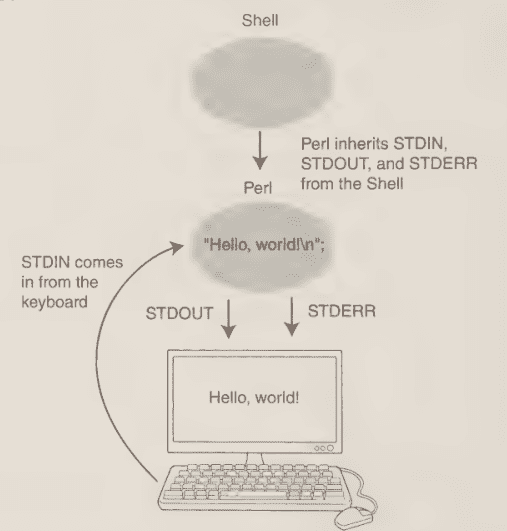 Shell
Perl inherits STDIN,
STDOUT, and STDERR
from the Shell
Perl
"Hello, world!\n";
STDIN comes
in from the
keyboard
STDOUT
STDERR
Hello, world!